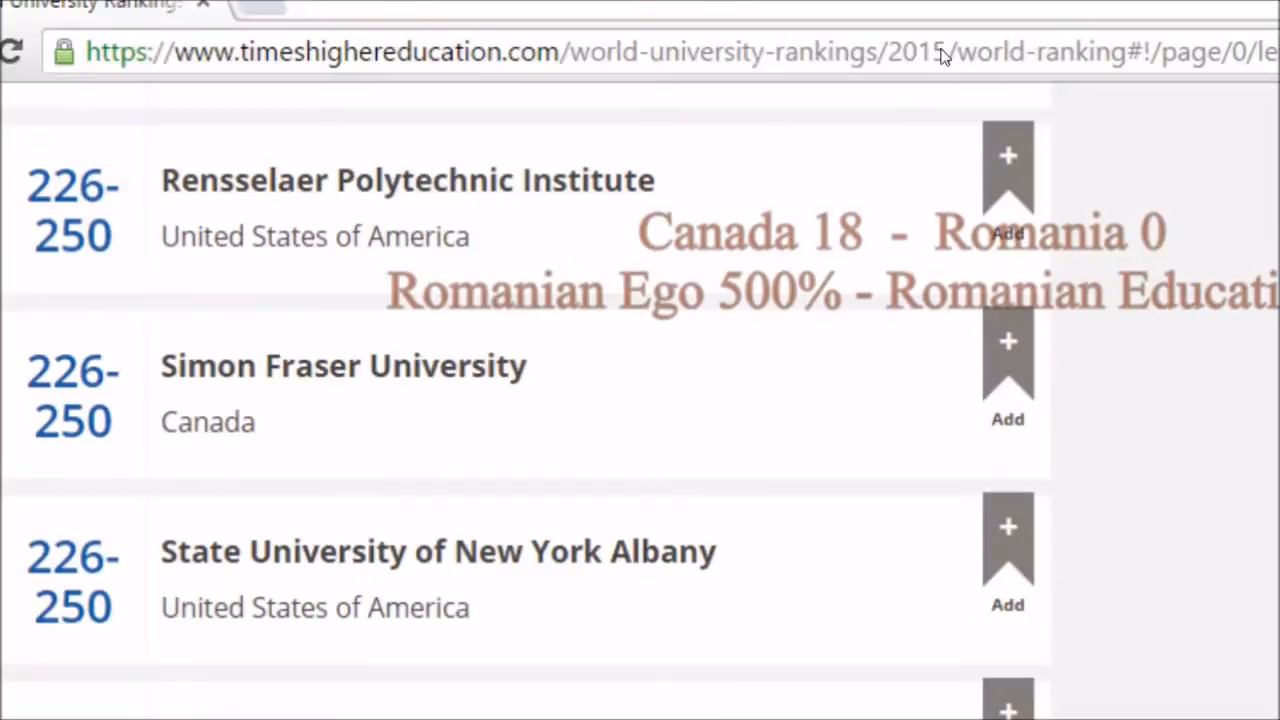 University Ranking:
https://www.timeshighereducation.com/world-university-rankings/2015/world-ranking#!/page/0/le
226-
250
Rensselaer Polytechnic Institute
United States of America
+
Add
Canada 18 - Romania 0
Romanian Ego 500% - Romanian Educati
226-
250
Simon Fraser University
Canada
+
Add
226-
250
State University of New York Albany
United States of America
+
Add
+